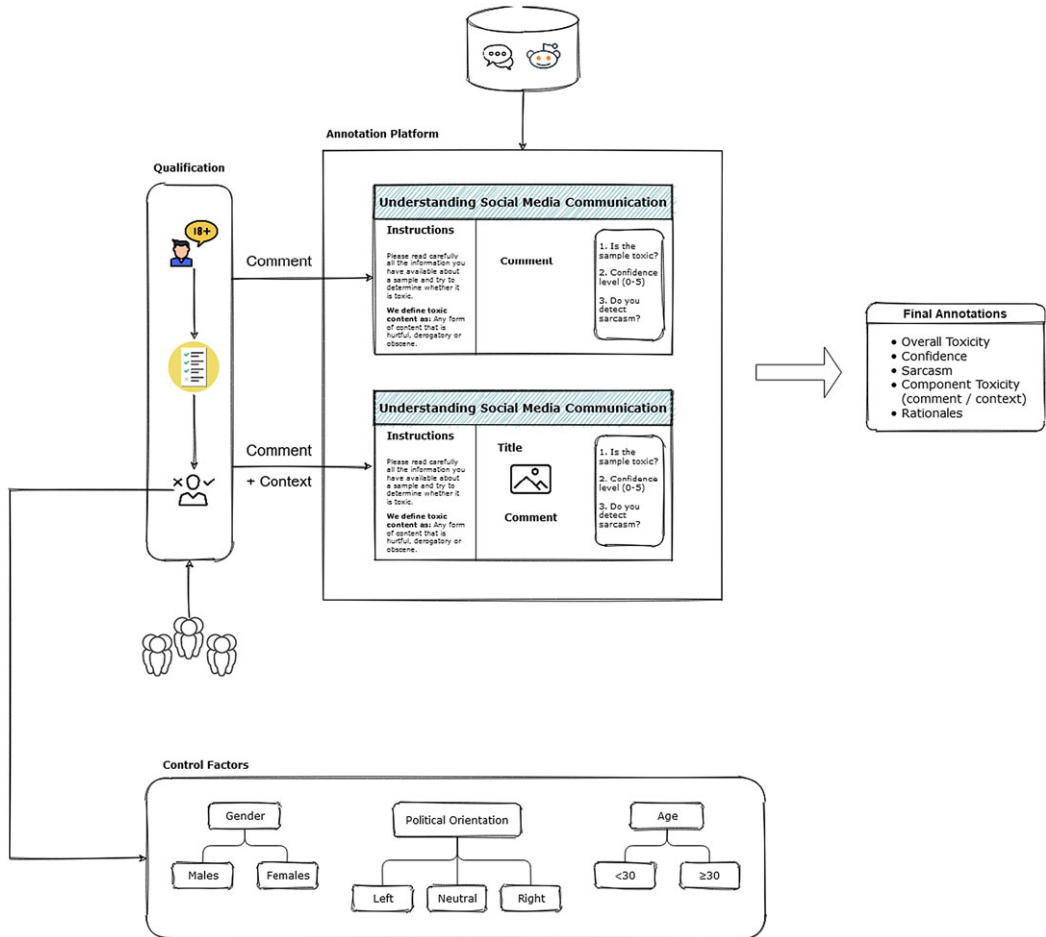 Annotation Platform
Qualification
18+
Comment
Comment
+ Context
Understanding Social Media Communication
Instructions
Please read carefully
all the information you
have available about
a sample and try to
determine whether it
is toxic.
We define toxic
content as: Any form
of content that is
hurtful, derogatory or
obscene.
Comment
1. Is the
sample toxic?
2. Confidence
level (0-5)
3. Do you
detect
sarcasm?
Understanding Social Media Communication
Instructions
Please read carefully
all the information you
have available about
a sample and try to
determine whether it
is toxic.
We define toxic
content as: Any form
of content that is
hurtful, derogatory or
obscene.
Title
Comment
1. Is the
sample toxic?
2. Confidence
level (0-5)
3. Do you
detect
sarcasm?
Final Annotations
• Overall Toxicity
• Confidence
• Sarcasm
• Component Toxicity
(comment / context)
• Rationales
Control Factors
Gender
Males
Females
Political Orientation
Left
Neutral
Right
Age
<30
≥30